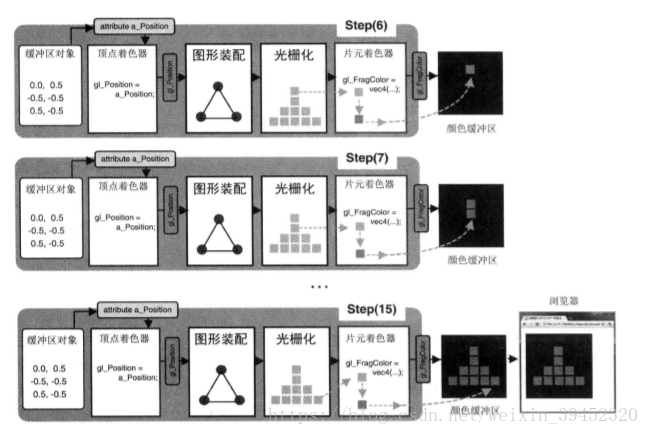 Step(6)
attribute a_Position
缓冲区对象
顶点着色器
图形装配
光栅化
片元着色器
0.0, 0.5
-0.5, -0.5
0.5, -0.5
gl_Position =
a_Position;
gl_Position
gl_FragColor =
vec4(...);
gl_FragColor
颜色缓冲区
Step(7)
attribute a_Position
缓冲区对象
顶点着色器
图形装配
光栅化
片元着色器
0.0, 0.5
-0.5, -0.5
0.5, -0.5
gl_Position =
a_Position;
gl_Position
gl_FragColor =
vec4(...);
gl_FragColor
颜色缓冲区
...
Step(15)
浏览器
attribute a_Position
缓冲区对象
顶点着色器
图形装配
光栅化
片元着色器
0.0, 0.5
-0.5, -0.5
0.5, -0.5
gl_Position =
a_Position;
gl_Position
gl_FragColor =
vec4(...);
gl_FragColor
颜色缓冲区
https://blog.csdn.net/weixin_39452320